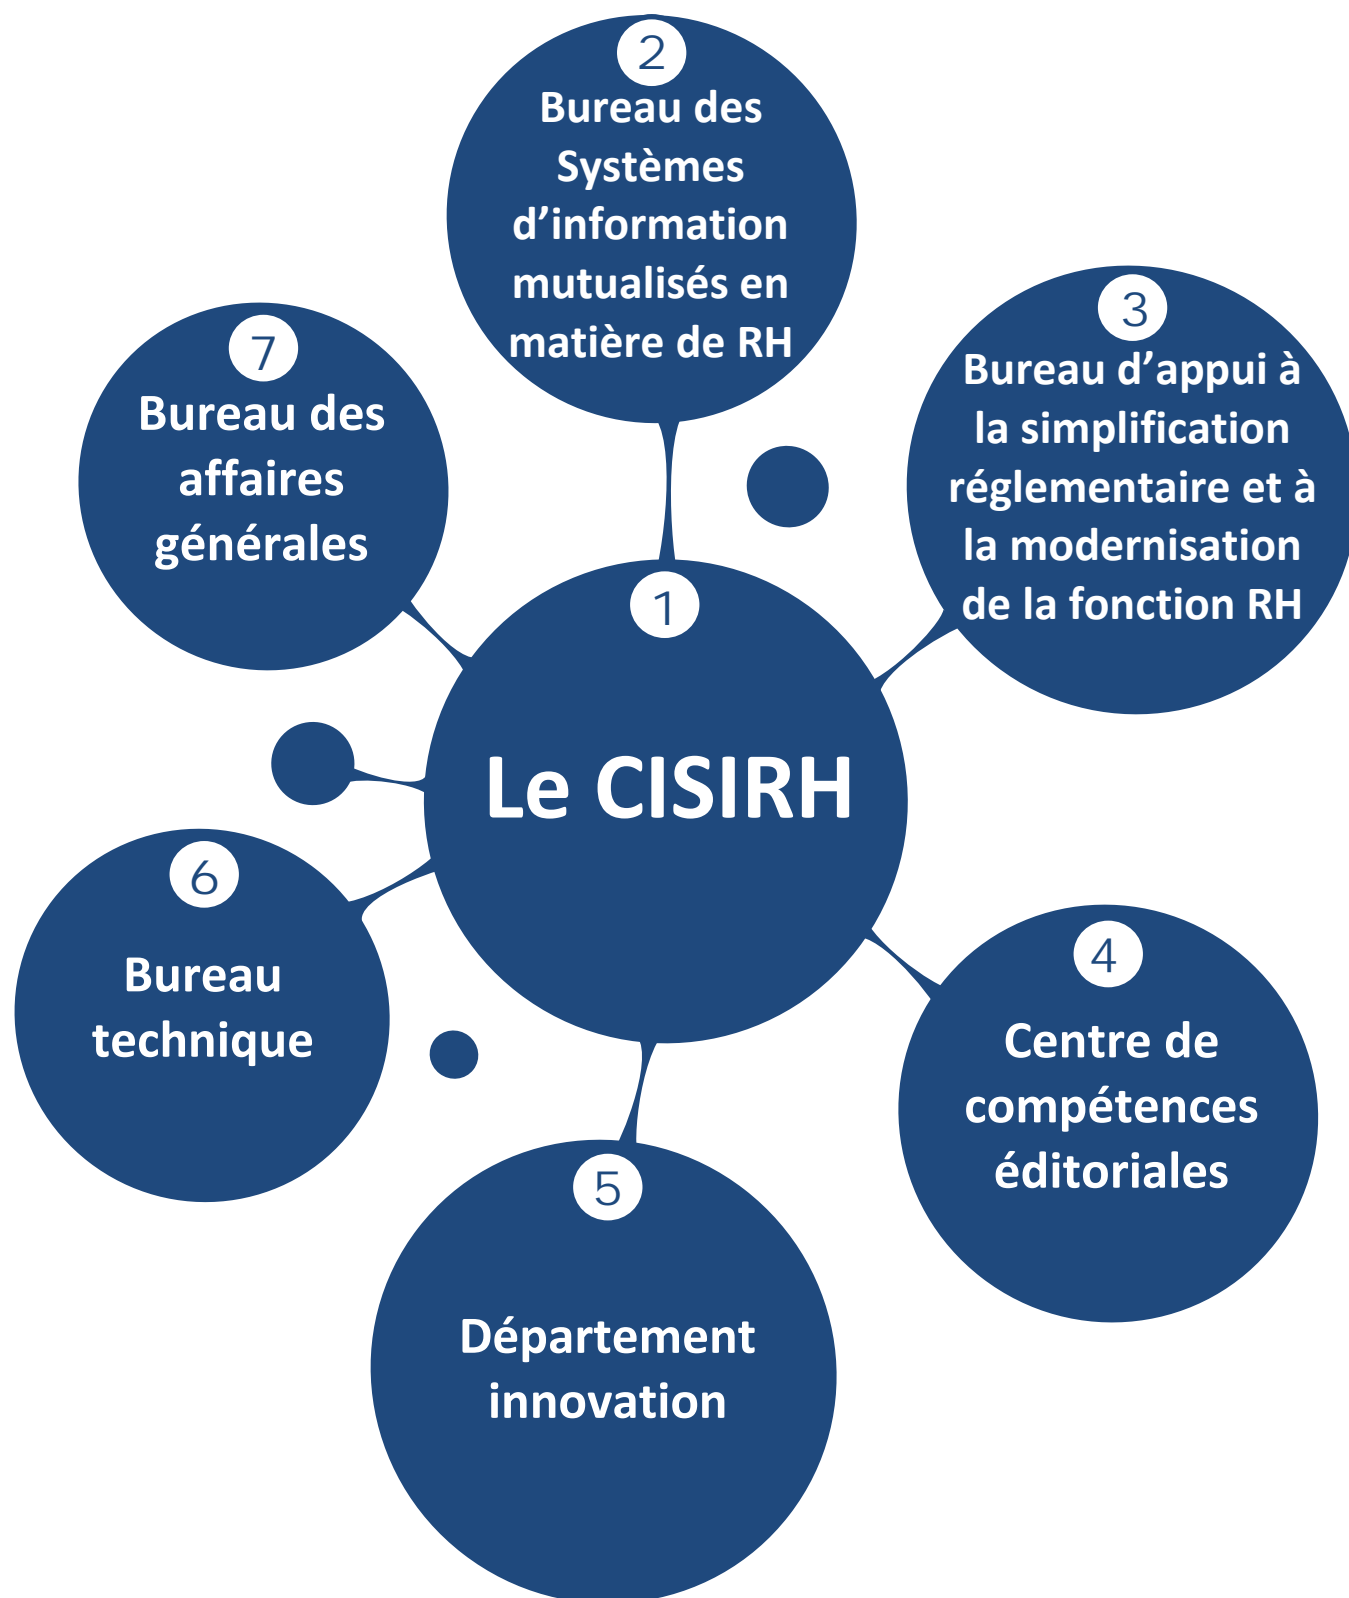 1
Le CISIRH
2
Bureau des
Systèmes
d’information
mutualisés en
matière de RH
3
Bureau d’appui à
la simplification
réglementaire et à
la modernisation
de la fonction RH
4
Centre de
compétences
éditoriales
5
Département
innovation
6
Bureau
technique
7
Bureau des
affaires
générales